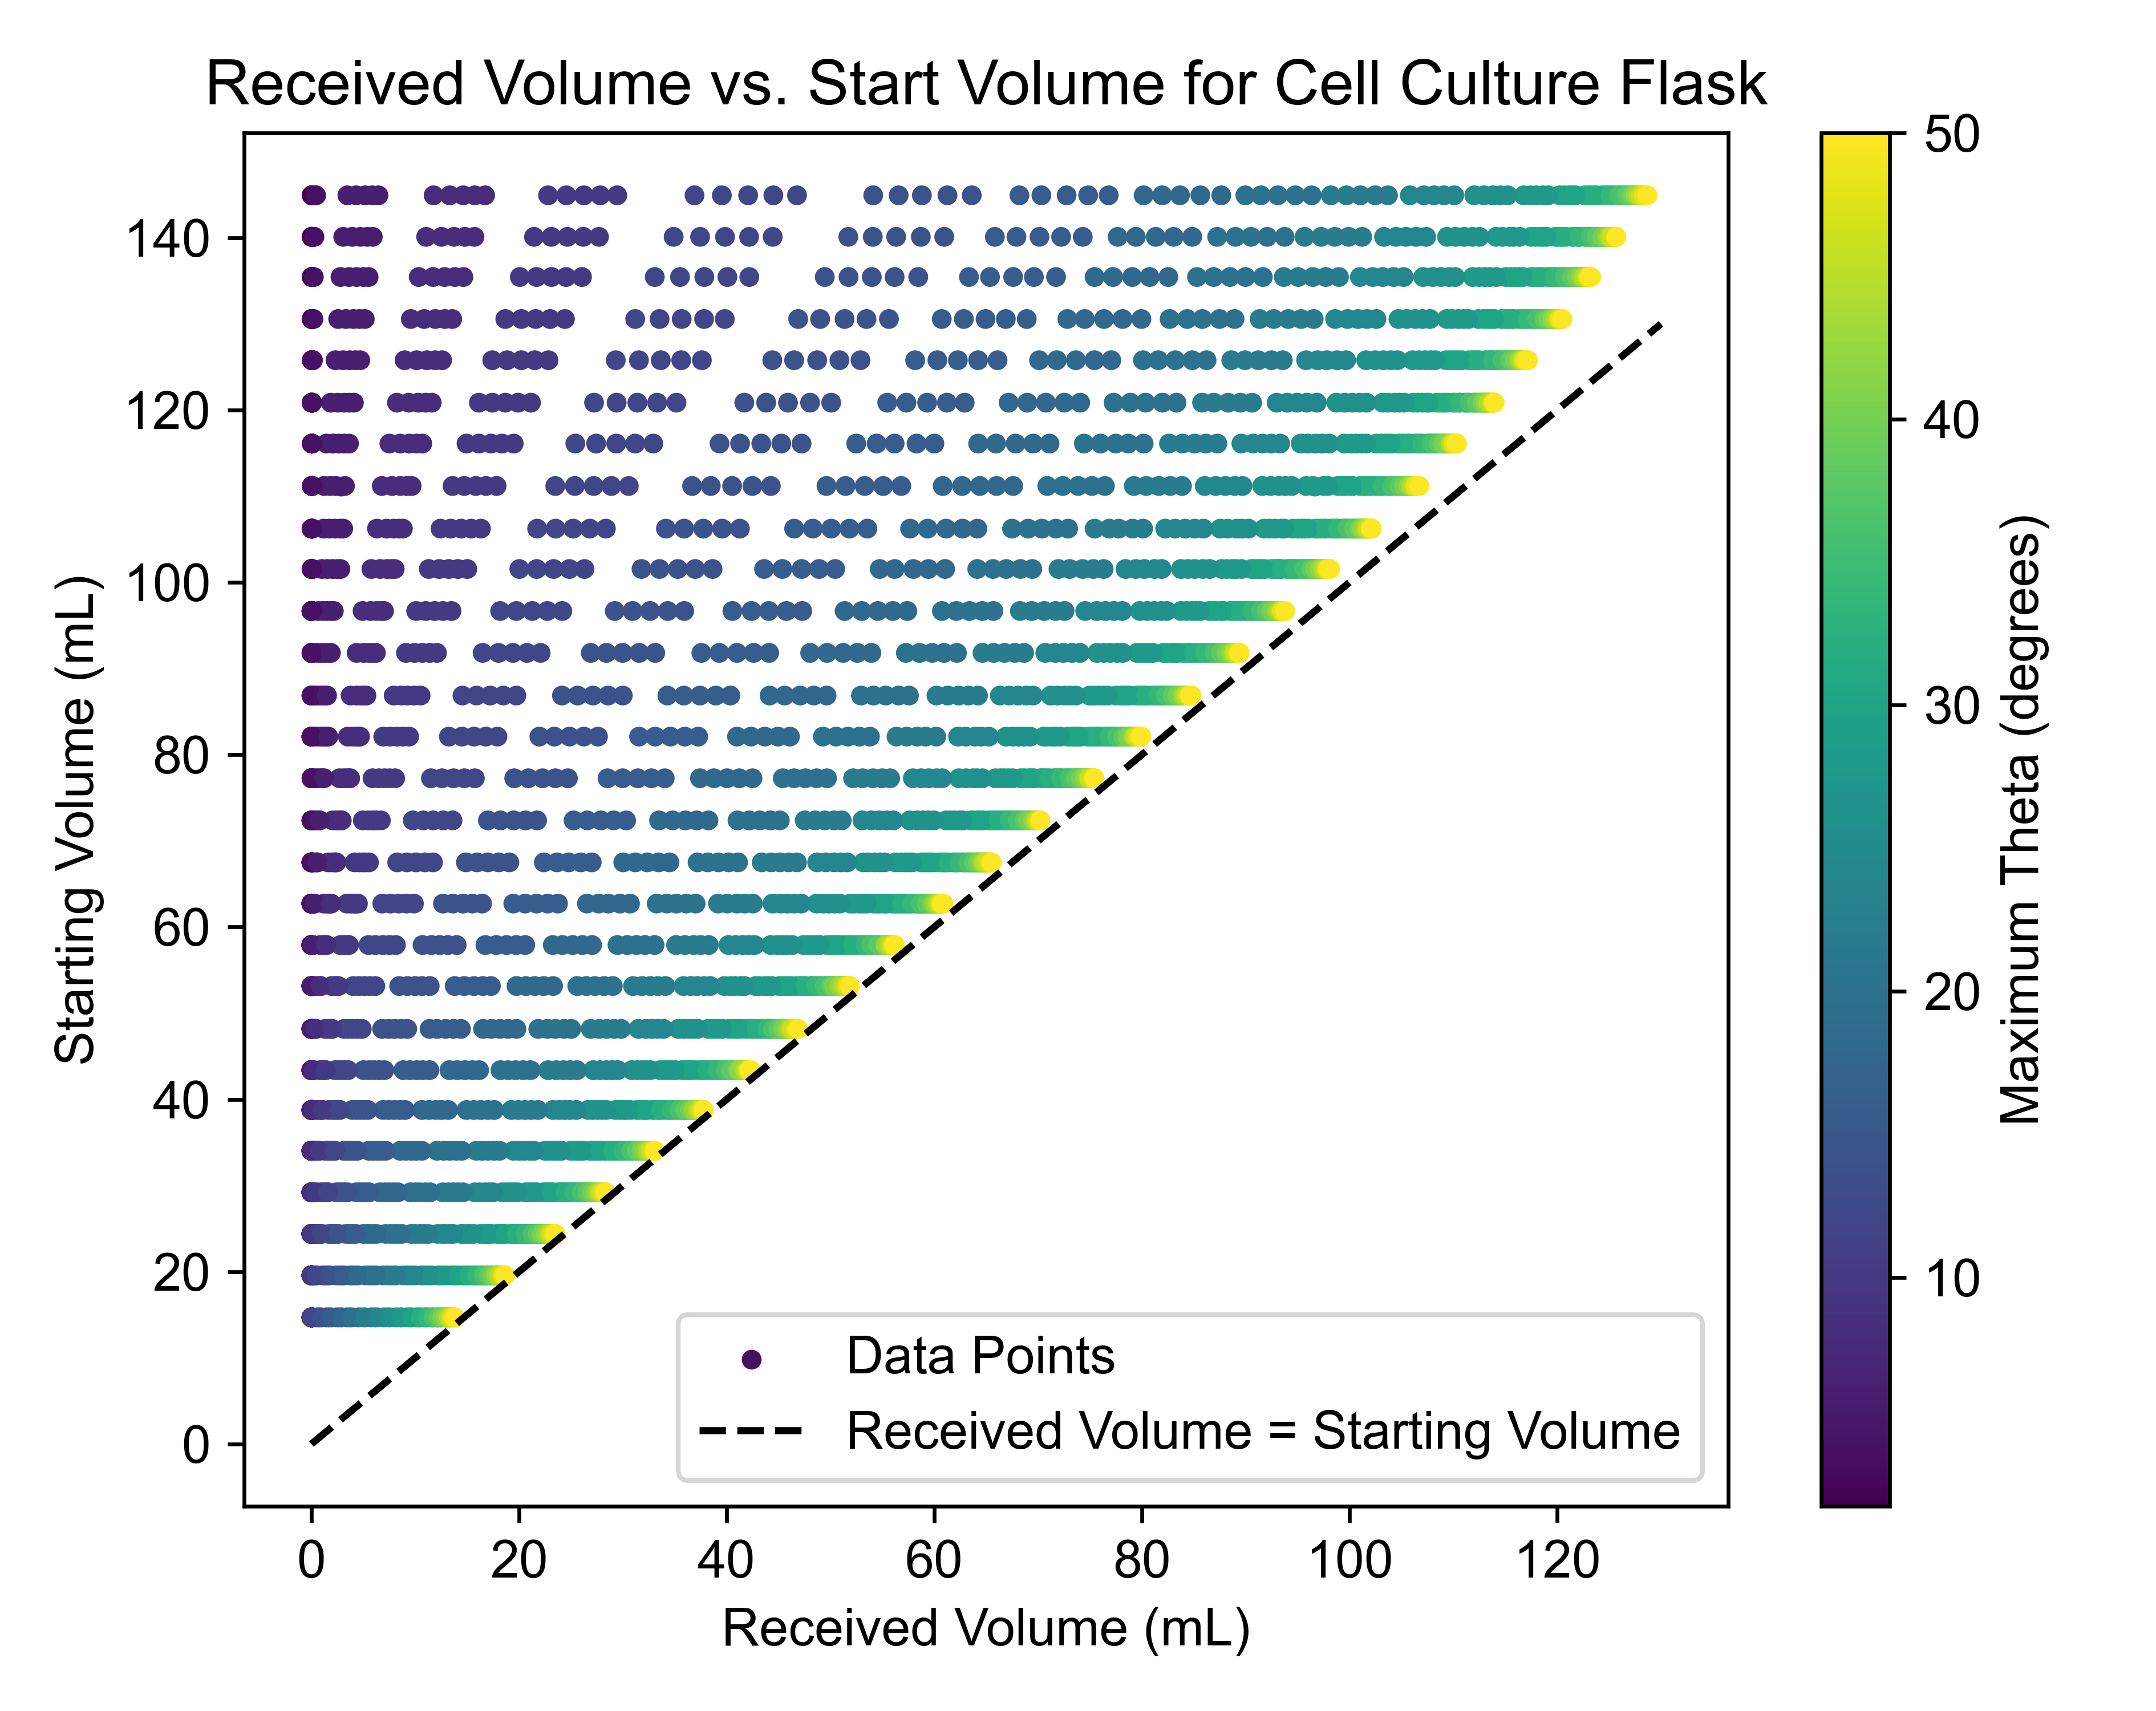 Received Volume vs. Start Volume for Cell Culture Flask
Starting Volume (mL)
140
120
100
80
60
40
20
0
0 20 40 60 80 100 120
Received Volume (mL)
Data Points
Received Volume = Starting Volume
50
40
30
20
10
Maximum Theta (degrees)